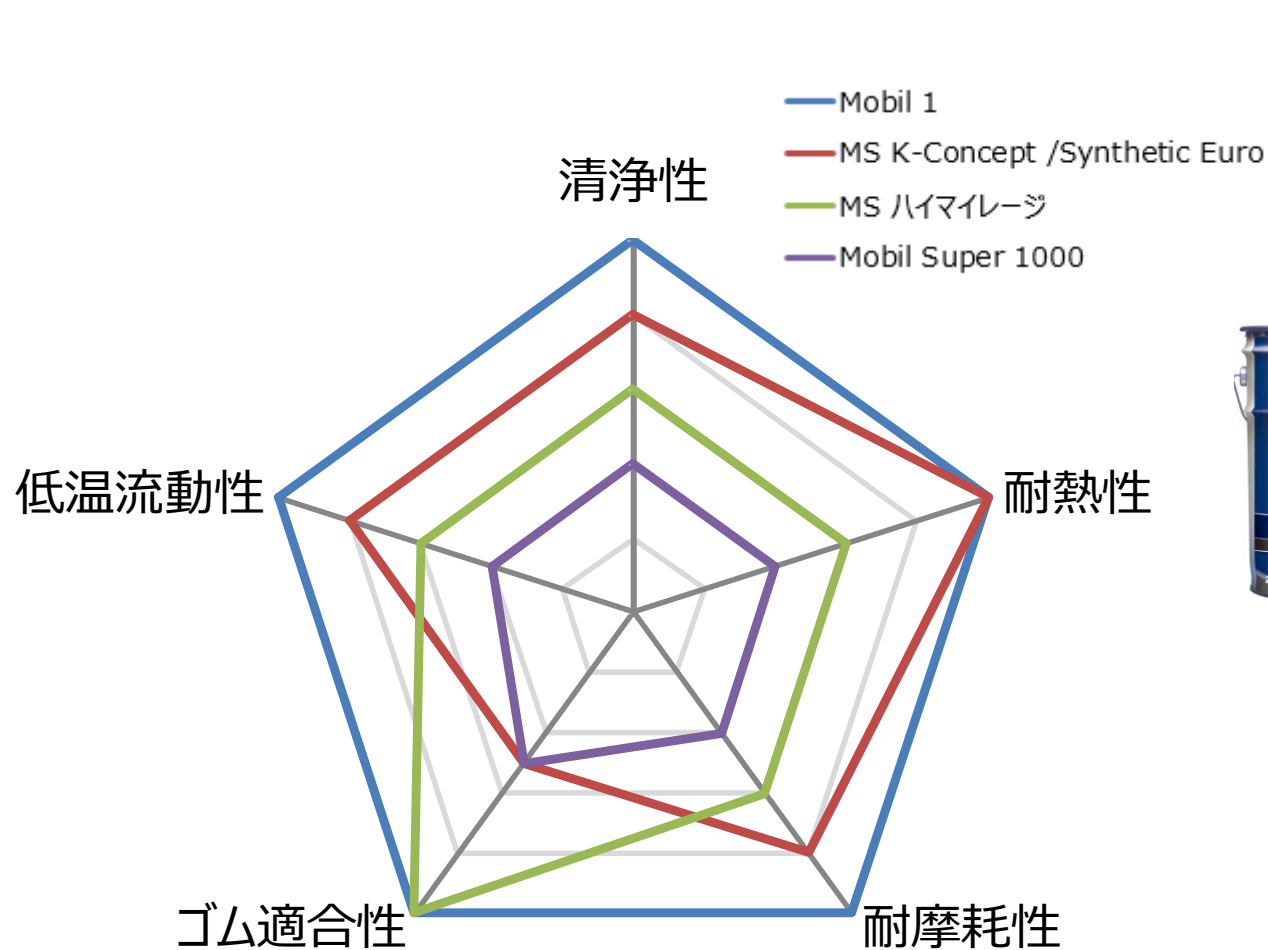 Mobil 1
MS K-Concept /Synthetic Euro
MS ハイマイレージ
Mobil Super 1000
清浄性
低温流動性
耐熱性
ゴム適合性
耐摩耗性